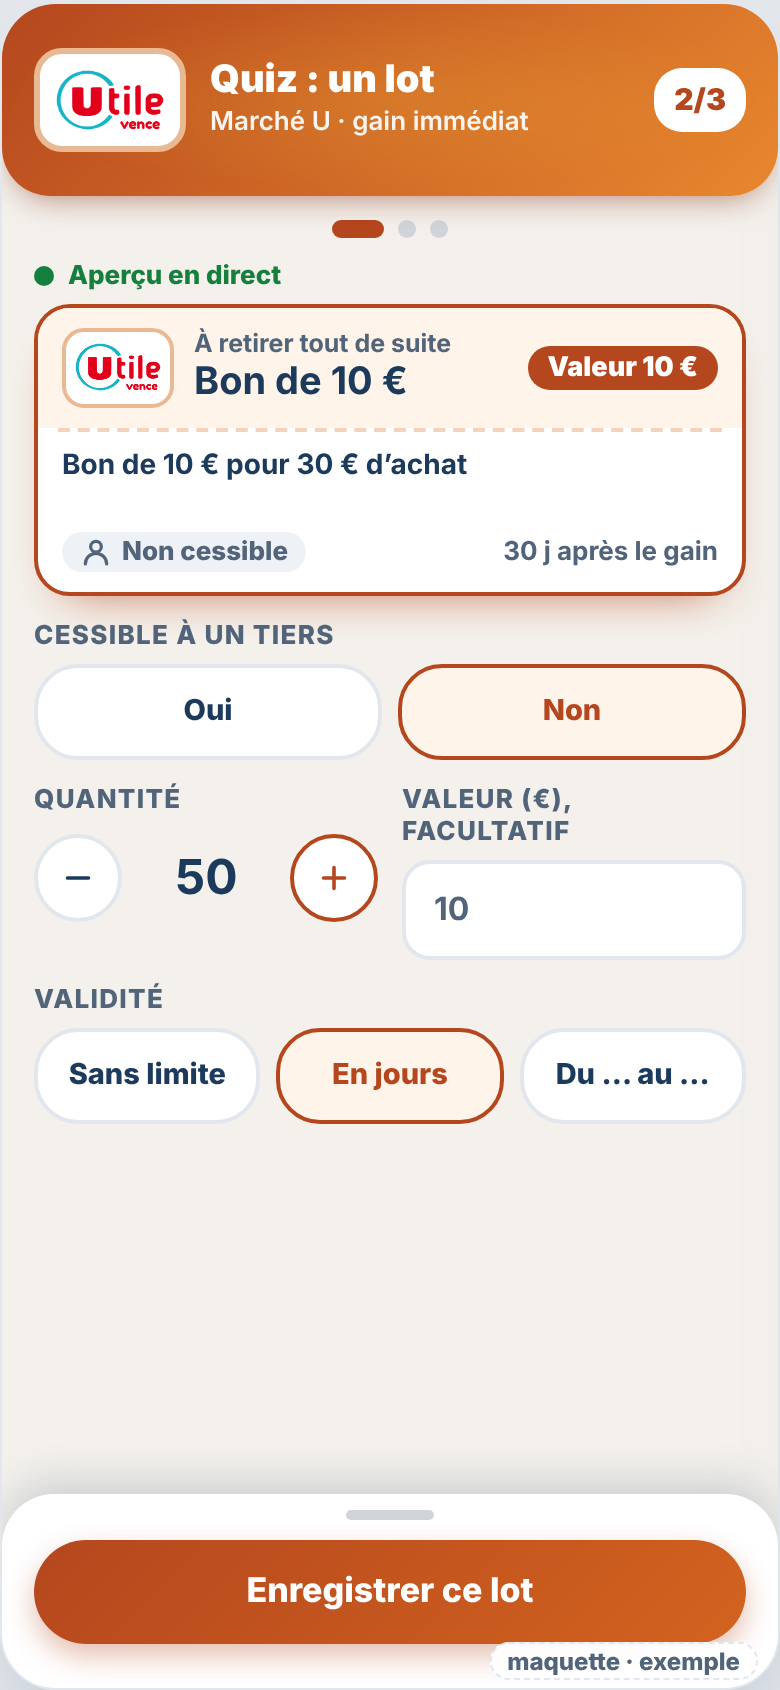 Utile
vence
Quiz : un lot
Marché U · gain immédiat
2/3
Aperçu en direct
Utile
vence
À retirer tout de suite
Bon de 10 €
Valeur 10 €
Bon de 10 € pour 30 € d’achat
Non cessible
30 j après le gain
CESSIBLE À UN TIERS
Oui
Non
QUANTITÉ
VALEUR (€),
FACULTATIF
− 50 +
10
VALIDITÉ
Sans limite
En jours
Du … au …
Enregistrer ce lot
maquette · exemple